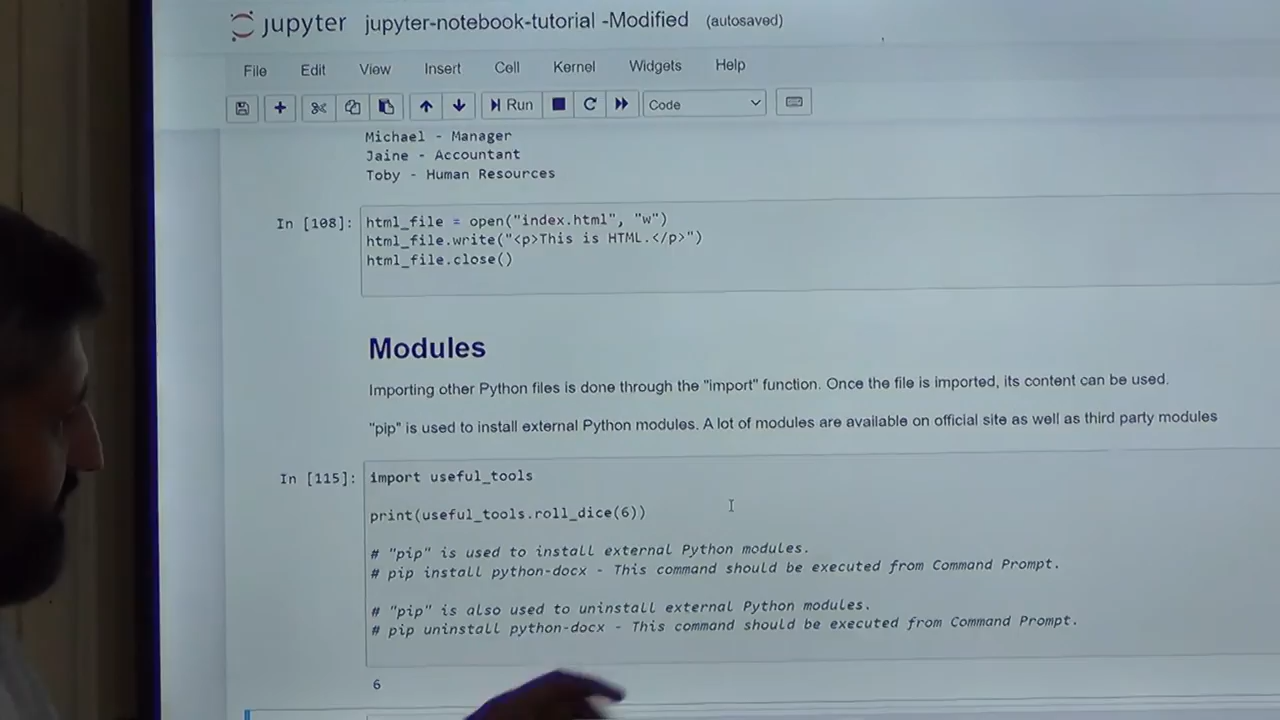 jupyter jupyter-notebook-tutorial -Modified (autosaved)
File Edit View Insert Cell Kernel Widgets Help
Run Code
Michael - Manager
Jaine - Accountant
Toby - Human Resources
In [108]: html_file = open("index.html", "w")
html_file.write("<p>This is HTML.</p>")
html_file.close()
Modules
Importing other Python files is done through the "import" function. Once the file is imported, its content can be used.
"pip" is used to install external Python modules. A lot of modules are available on official site as well as third party modules
In [115]: import useful_tools
print(useful_tools.roll_dice(6))
# "pip" is used to install external Python modules.
# pip install python-docx - This command should be executed from Command Prompt.
# "pip" is also used to uninstall external Python modules.
# pip uninstall python-docx - This command should be executed from Command Prompt.
6